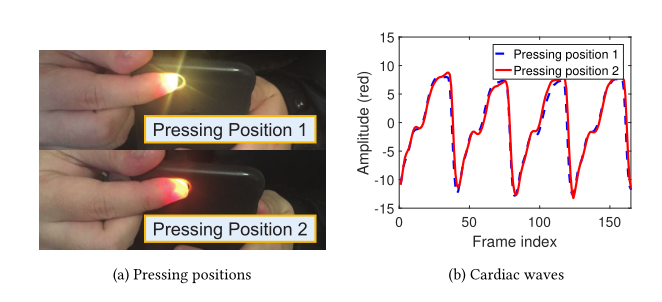 Pressing Position 1
Pressing Position 2
(a) Pressing positions
15
10
5
0
-5
-10
-15
Amplitude (red)
Pressing position 1
Pressing position 2
0
50
100
150
Frame index
(b) Cardiac waves